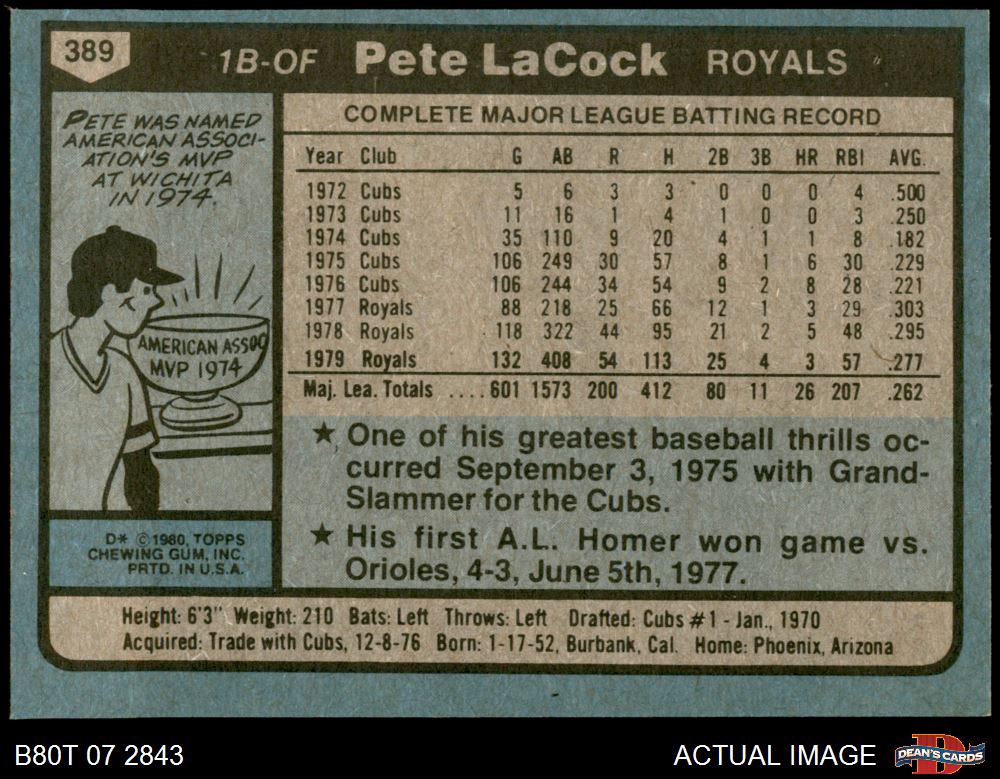 389
1B-OF Pete LaCock ROYALS
PETE WAS NAMED
AMERICAN ASSOCI-
ATION'S MVP
AT WICHITA
IN 1974.
AMERICAN ASSOC
MVP 1974
D* © 1980, TOPPS
CHEWING GUM, INC.
PRTD. IN U.S.A.
COMPLETE MAJOR LEAGUE BATTING RECORD
Year Club G AB R H 2B 3B HR RBI AVG.
1972 Cubs 5 6 3 3 0 0 0 4 .500
1973 Cubs 11 16 1 4 1 0 0 3 .250
1974 Cubs 35 110 9 20 4 1 1 8 .182
1975 Cubs 106 249 30 57 8 1 6 30 .229
1976 Cubs 106 244 34 54 9 2 8 28 .221
1977 Royals 88 218 25 66 12 1 3 29 .303
1978 Royals 118 322 44 95 21 2 5 48 .295
1979 Royals 132 408 54 113 25 4 3 57 .277
Maj. Lea. Totals ....601 1573 200 412 80 11 26 207 .262
★ One of his greatest baseball thrills oc-
curred September 3, 1975 with Grand-
Slammer for the Cubs.
★ His first A.L. Homer won game vs.
Orioles, 4-3, June 5th, 1977.
Height: 6'3" Weight: 210 Bats: Left Throws: Left Drafted: Cubs #1 - Jan., 1970
Acquired: Trade with Cubs, 12-8-76 Born: 1-17-52, Burbank, Cal. Home: Phoenix, Arizona
B80T 07 2843
ACTUAL IMAGE
DEAN'S CARDS